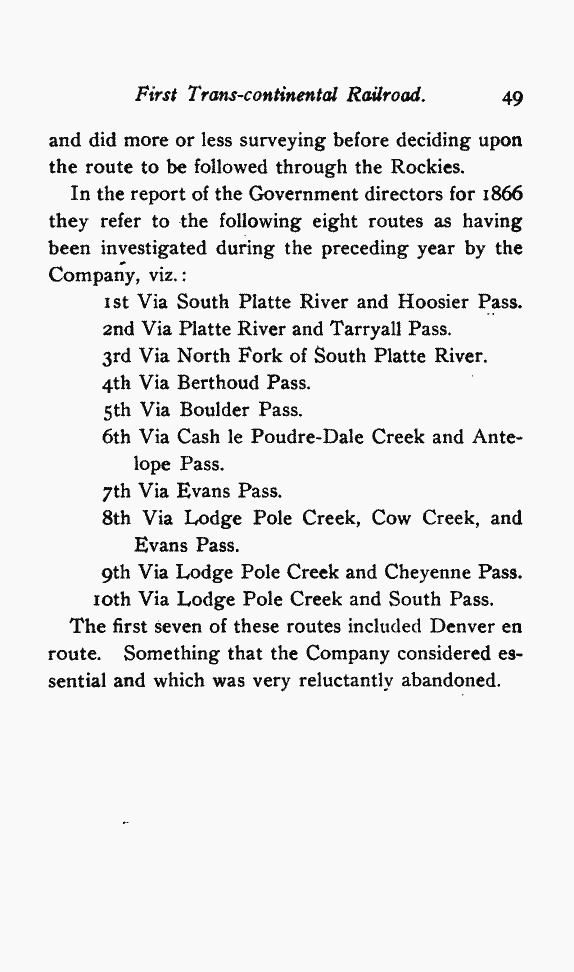 First Trans-continental Railroad. 49
and did more or less surveying before deciding upon
the route to be followed through the Rockies.
In the report of the Government directors for 1866
they refer to the following eight routes as having
been investigated during the preceding year by the
Company, viz.:
1st Via South Platte River and Hoosier Pass.
2nd Via Platte River and Tarryall Pass.
3rd Via North Fork of South Platte River.
4th Via Berthoud Pass.
5th Via Boulder Pass.
6th Via Cash le Poudre-Dale Creek and Ante-
lope Pass.
7th Via Evans Pass.
8th Via Lodge Pole Creek, Cow Creek, and
Evans Pass.
9th Via Lodge Pole Creek and Cheyenne Pass.
10th Via Lodge Pole Creek and South Pass.
The first seven of these routes included Denver en
route. Something that the Company considered es-
sential and which was very reluctantly abandoned.